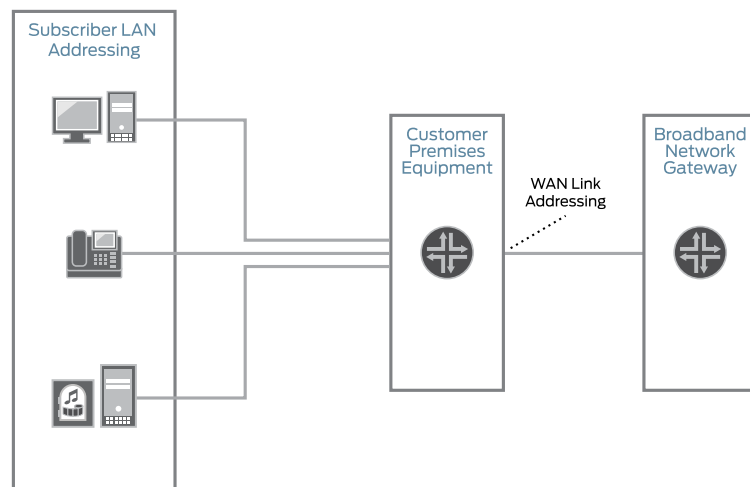 Subscriber LAN
Addressing
Customer
Premises
Equipment
WAN Link
Addressing
Broadband
Network
Gateway